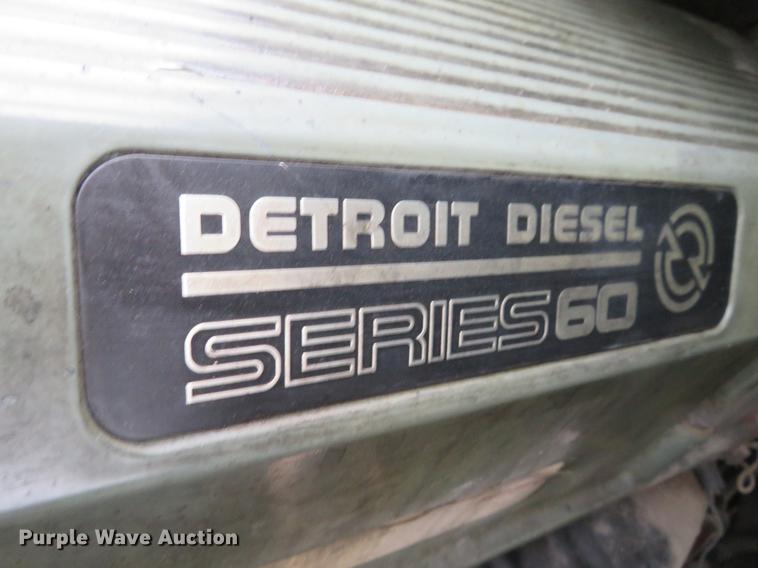 DETROIT DIESEL
SERIES 60
Purple Wave Auction